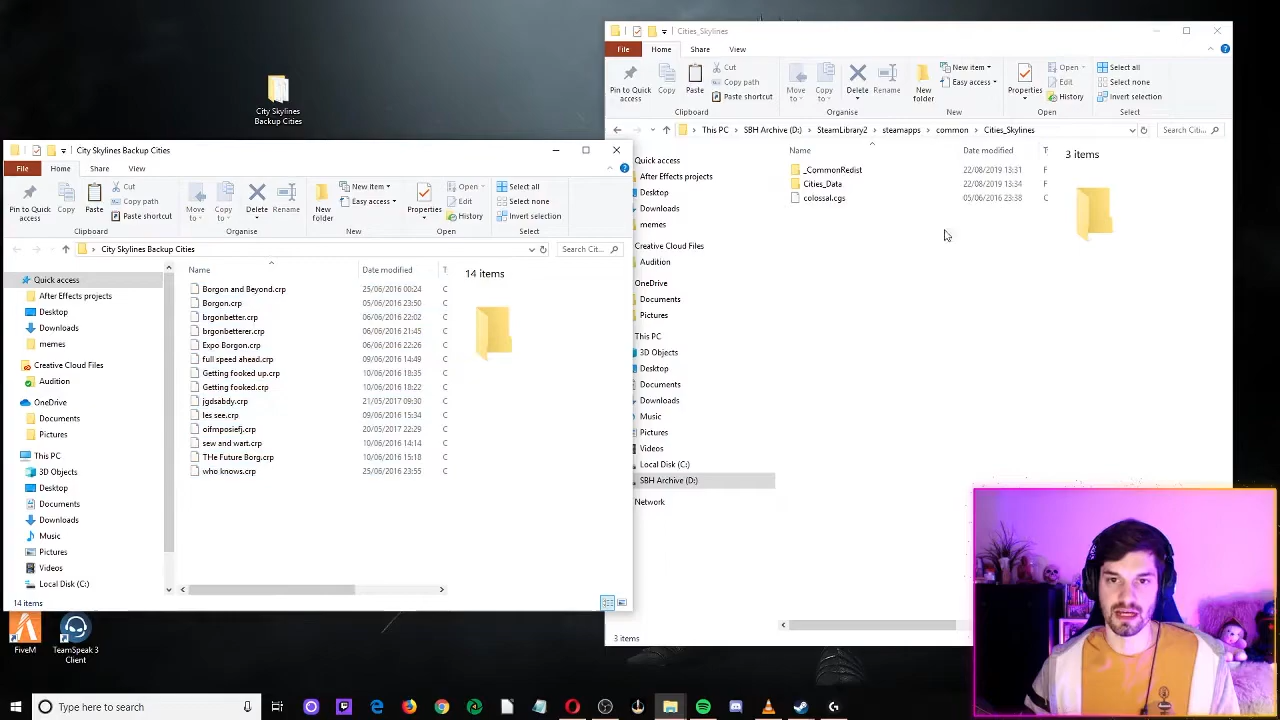 City Skylines
Backup Cities
Cities_Skylines
File Home Share View
Pin to Quick access
Copy
Paste
Cut
Copy path
Paste shortcut
Clipboard
Move to
Copy to
Delete
Rename
Organise
New folder
New item
Easy access
New
Properties
Open
Edit
History
Open
Select all
Select none
Invert selection
Select
This PC > SBH Archive (D:) > SteamLibrary2 > steamapps > common > Cities_Skylines
Search Cit...
Quick access
After Effects projects
Desktop
Downloads
memes
Creative Cloud Files
Audition
OneDrive
Documents
Pictures
This PC
3D Objects
Desktop
Documents
Downloads
Music
Pictures
Videos
Local Disk (C:)
SBH Archive (D:)
Network
Name Date modified T
_CommonRedist 22/08/2019 13:31 F
Cities_Data 22/08/2019 13:34 F
colossal.cgs 05/06/2016 23:38 C
3 items
3 items
City Skylines Backup Cities
File Home Share View
Pin to Quick access
Copy
Paste
Cut
Copy path
Paste shortcut
Clipboard
Move to
Copy to
Delete
Rename
Organise
New folder
New item
Easy access
New
Properties
Open
Edit
History
Open
Select all
Select none
Invert selection
Select
City Skylines Backup Cities
Search Cit...
Quick access
After Effects projects
Desktop
Downloads
memes
Creative Cloud Files
Audition
OneDrive
Documents
Pictures
This PC
3D Objects
Desktop
Documents
Downloads
Music
Pictures
Videos
Local Disk (C:)
Name Date modified T
Borgon and Beyond.crp 25/06/2016 00:24 C
Borgon.crp 05/06/2016 23:50 C
brgonbetter.crp 06/06/2016 22:02 C
brgonbetterer.crp 06/06/2016 21:45 C
Expo Borgon.crp 06/06/2016 22:26 C
full speed ahead.crp 09/06/2016 14:49 C
Getting fooked up.crp 10/06/2016 18:35 C
Getting fooked.crp 10/06/2016 18:22 C
jgdsabdy.crp 21/05/2017 09:30 C
les see.crp 09/06/2016 15:34 C
oifmposiefj.crp 20/05/2017 22:29 C
sew and wart.crp 10/06/2016 14:14 C
THe Future Borg.crp 10/06/2016 15:18 C
who knows.crp 25/06/2016 23:55 C
14 items
14 items
FiveM
TeamSpeak 3
Client
Type here to search